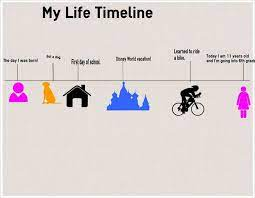 My Life Timeline
The day I was born!
Got a dog.
First day of school.
Disney World vacation!
Learned to ride
a bike.
Today I am 11 years old
and I'm going into 6th grade